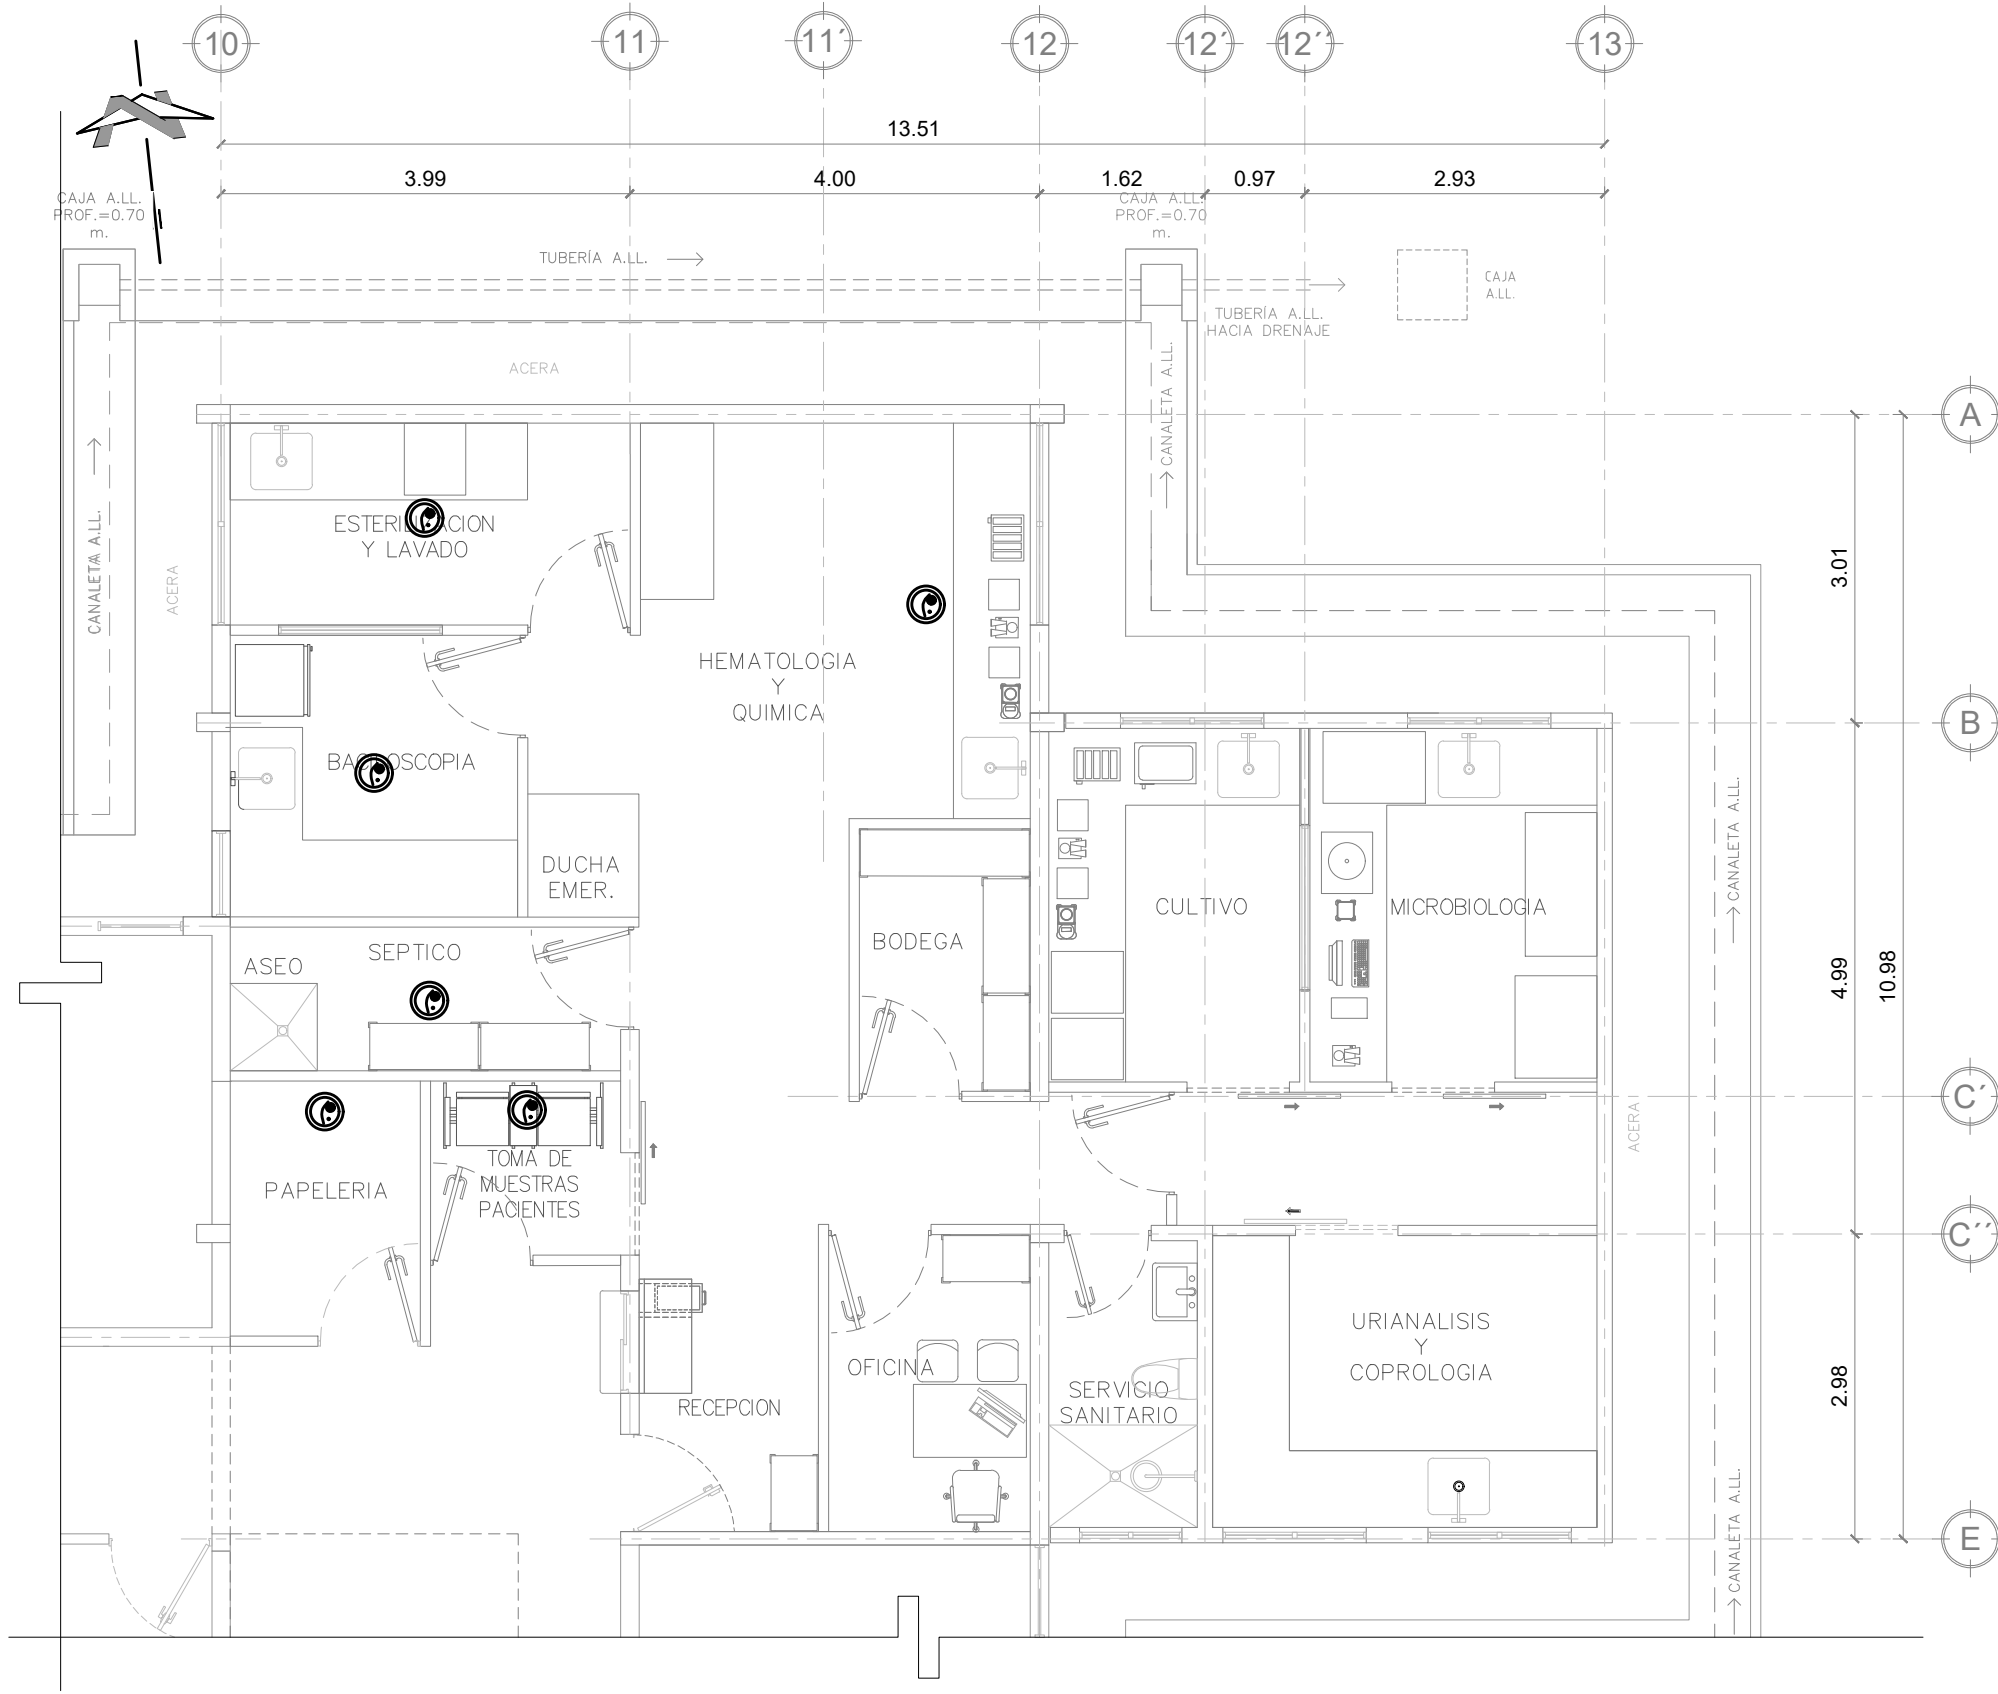 10
11
11´
12
12´
12´´
13
13.51
3.99
4.00
1.62
0.97
2.93
CAJA A.LL.
PROF.=0.70
m.
CAJA A.LL.
PROF.=0.70
m.
TUBERÍA A.LL.
CAJA
A.LL.
TUBERÍA A.LL.
HACIA DRENAJE
ACERA
CANALETA A.LL.
A
CANALETA A.LL.
ACERA
Y LAVADO
3.01
HEMATOLOGIA
Y
QUIMICA
B
DUCHA
EMER.
CANALETA A.LL.
CULTIVO
MICROBIOLOGIA
BODEGA
SEPTICO
ASEO
4.99
10.98
C´
ACERA
TOMA DE
MUESTRAS
PACIENTES
PAPELERIA
C´´
URIANALISIS
Y
COPROLOGIA
OFICINA
SERVICIO
SANITARIO
RECEPCION
2.98
E
CANALETA A.LL.